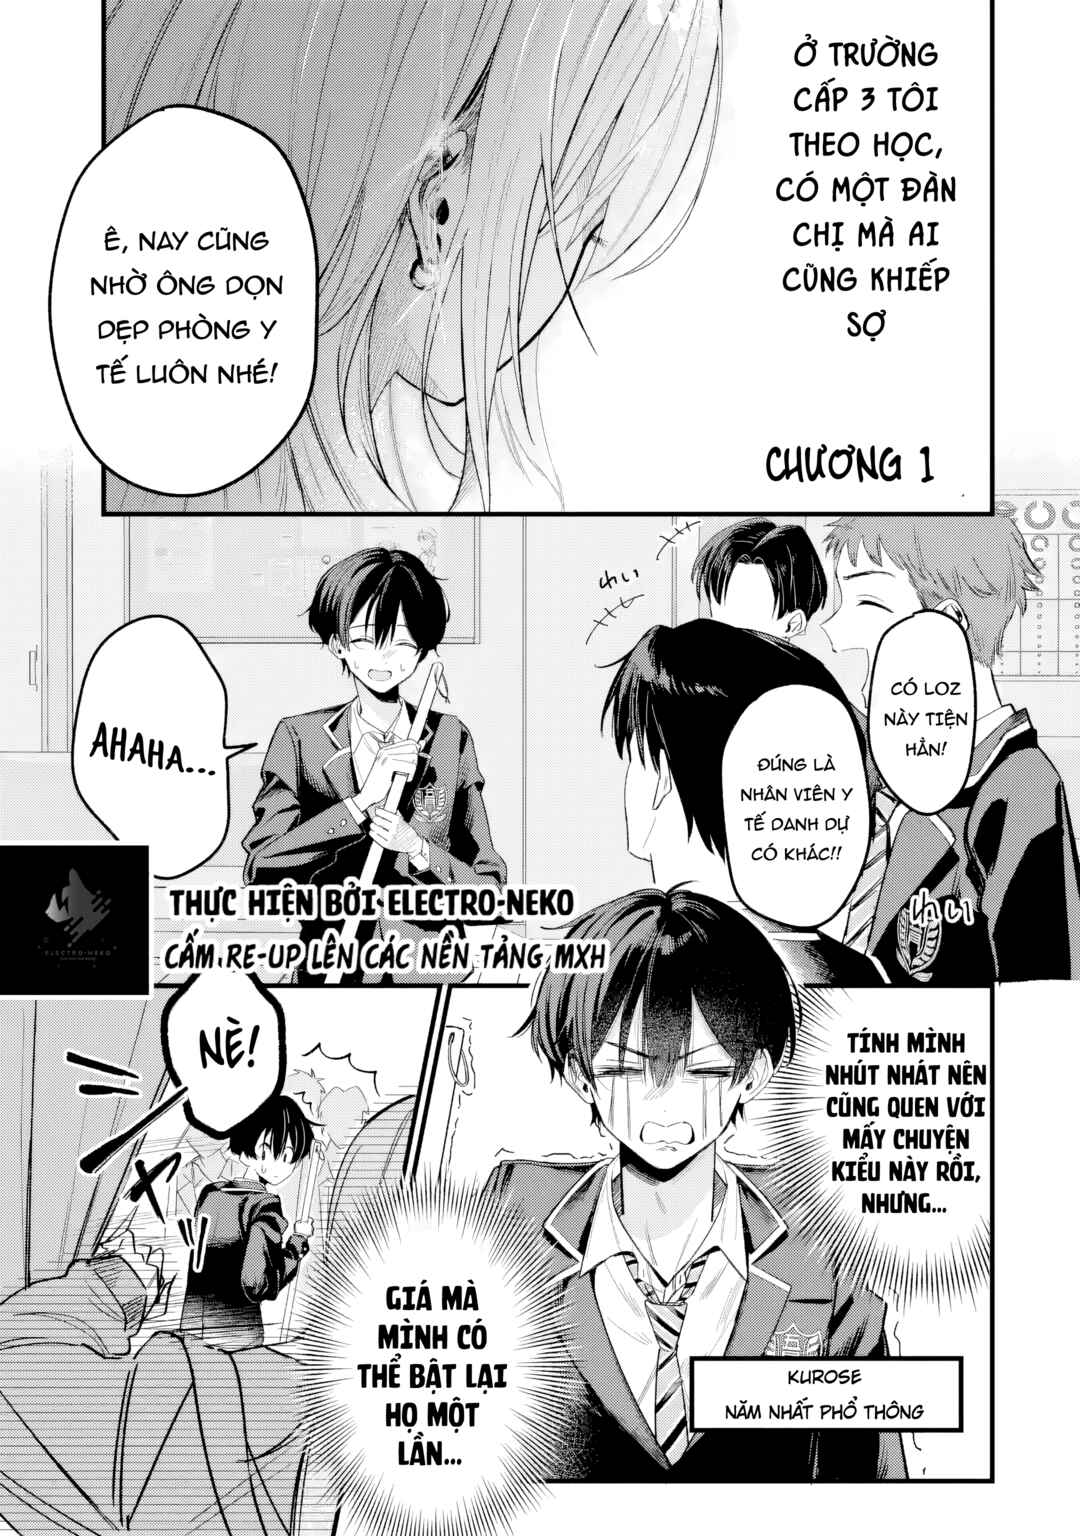 Ở TRƯỜNG
CẤP 3 TÔI
THEO HỌC,
CÓ MỘT ĐÀN
CHỊ MÀ AI
CŨNG KHIẾP
SỢ
Ê, NAY CŨNG
NHỜ ÔNG DỌN
DẸP PHÒNG Y
TẾ LUÔN NHÉ!
CHƯƠNG 1
CÓ LOZ
NÀY TIỆN
HẲN!
ĐÚNG LÀ
NHÂN VIÊN Y
TẾ DANH DỰ
CÓ KHÁC!!
けい
けい
AHAHA...
ELECTRO-NEKO
THỰC HIỆN BỞI ELECTRO-NEKO
CẤM RE-UP LÊN CÁC NỀN TẢNG MXH
TÍNH MÌNH
NHÚT NHÁT NÊN
CŨNG QUEN VỚI
MẤY CHUYỆN
KIỂU NÀY RỒI,
NHƯNG...
GIÁ MÀ
MÌNH CÓ
THỂ BẬT LẠI
HỌ MỘT
LẦN...
KUROSE
NĂM NHẤT PHỔ THÔNG
NÈ!